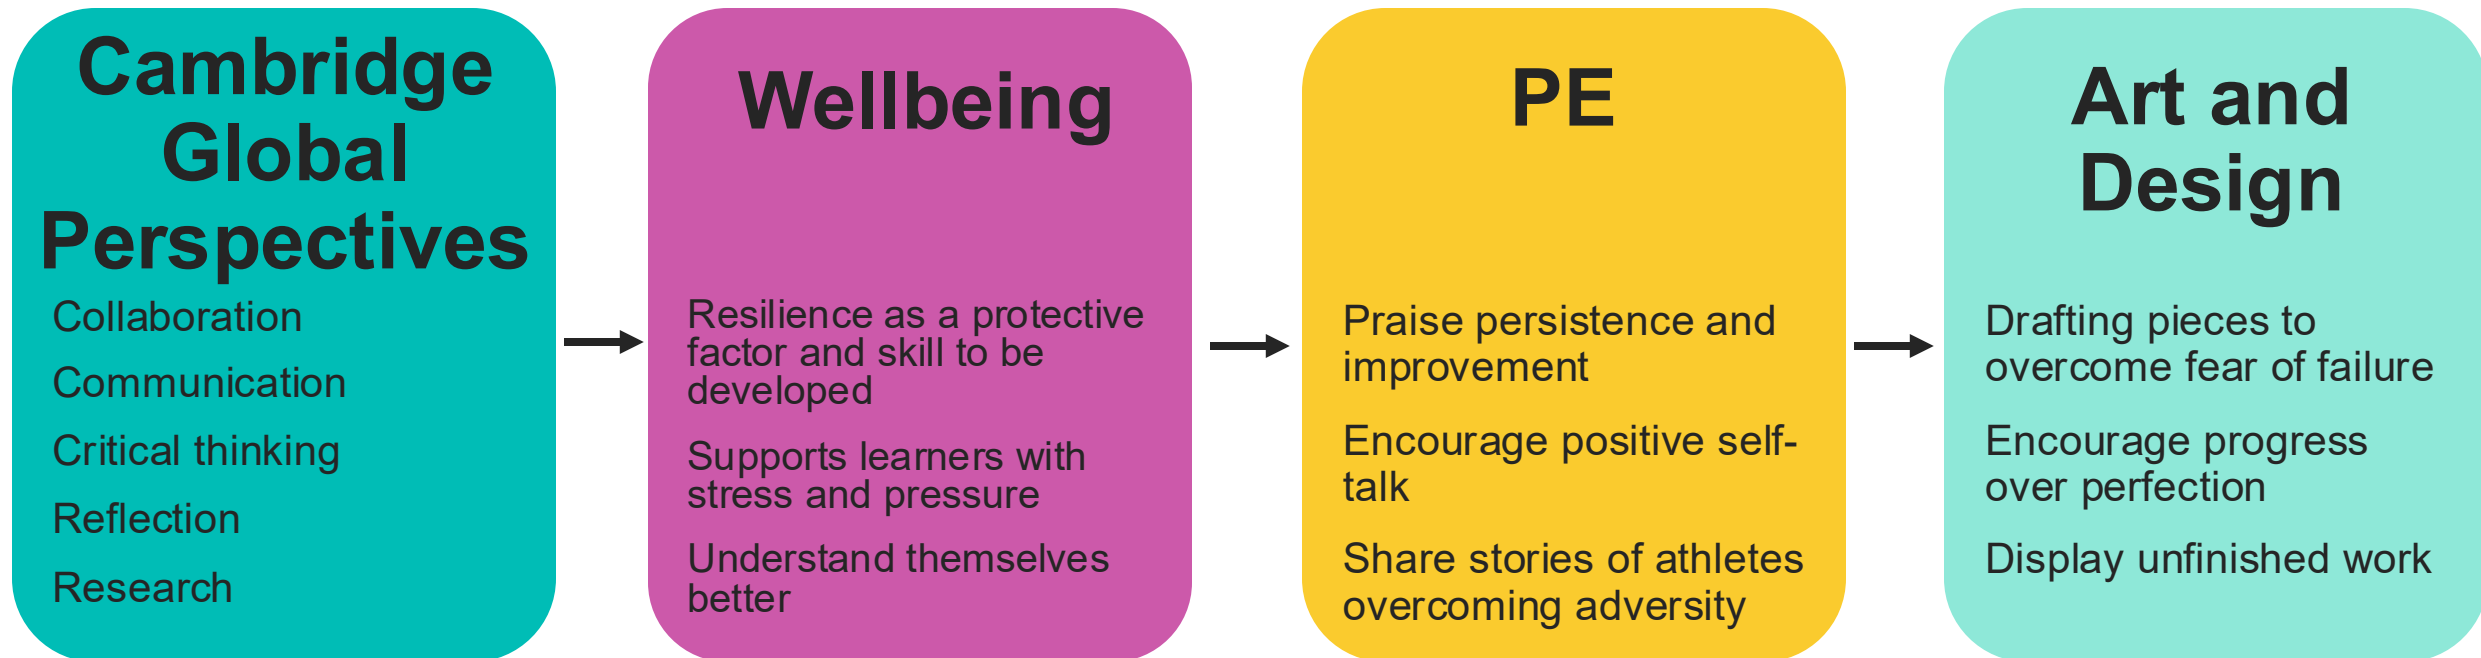 Cambridge
Global
Perspectives
Collaboration
Communication
Critical thinking
Reflection
Research
Wellbeing
Resilience as a protective
factor and skill to be
developed
Supports learners with
stress and pressure
Understand themselves
better
PE
Praise persistence and
improvement
Encourage positive self-
talk
Share stories of athletes
overcoming adversity
Art and
Design
Drafting pieces to
overcome fear of failure
Encourage progress
over perfection
Display unfinished work